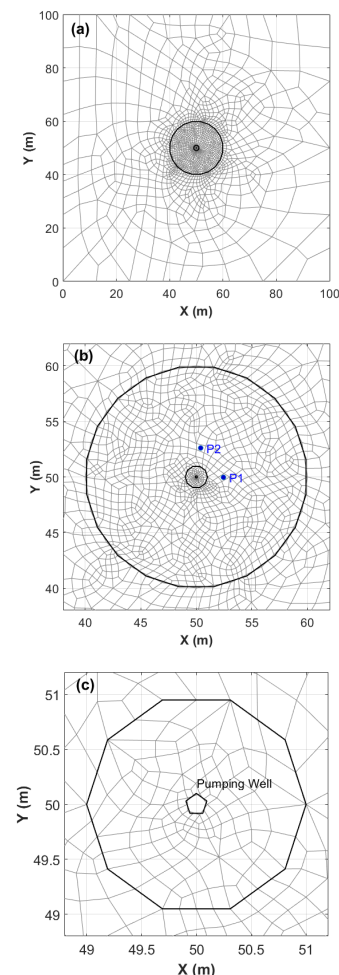 (a)
100
80
60
40
20
0
Y (m)
0 20 40 60 80 100
X (m)
(b)
60
55
50
45
40
Y (m)
P2
P1
40 45 50 55 60
X (m)
(c)
51
50.5
50
49.5
49
Y (m)
Pumping Well
49 49.5 50 50.5 51
X (m)